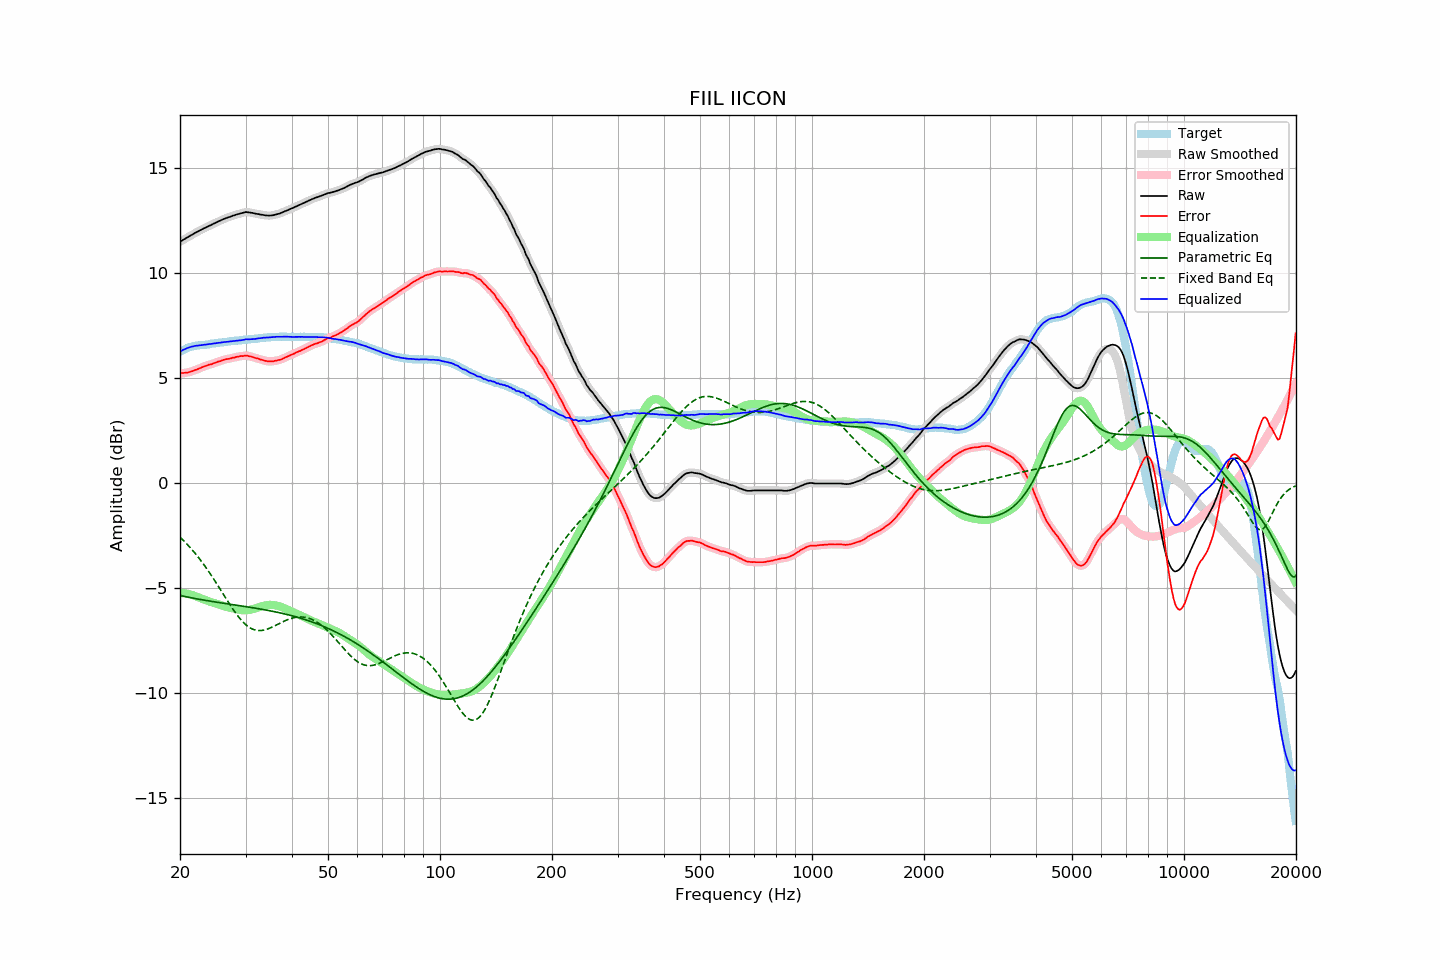 FIIL IICON
Target
Raw Smoothed
Error Smoothed
Raw
Error
Equalization
Parametric Eq
Fixed Band Eq
Equalized
Amplitude (dBr)
15
10
5
0
−5
−10
−15
20 50 100 200 500 1000 2000 5000 10000 20000
Frequency (Hz)